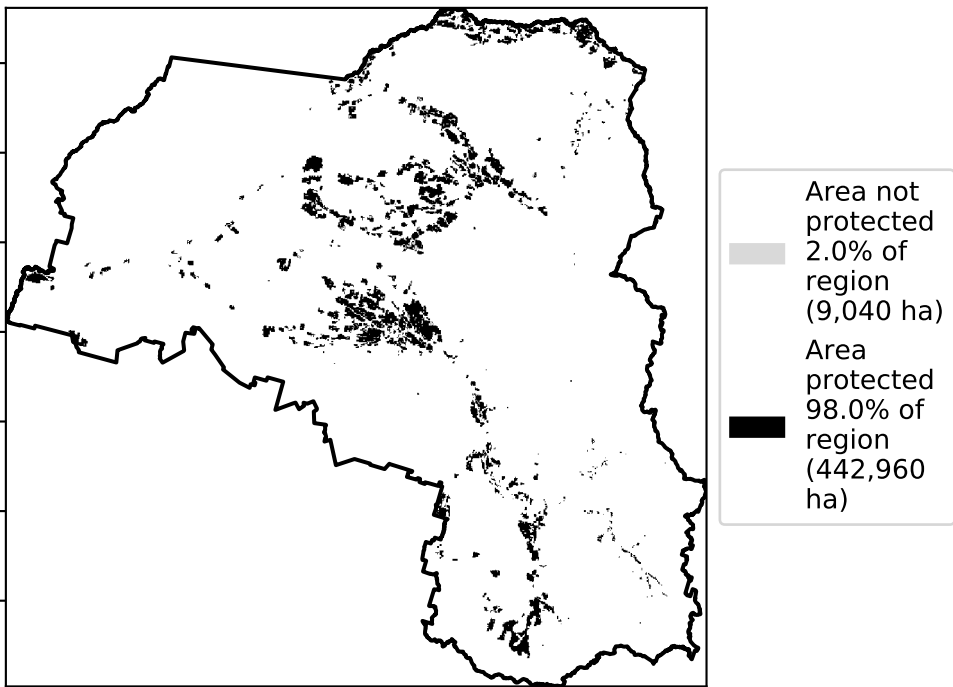 Area not
protected
2.0% of
region
(9,040 ha)
Area
protected
98.0% of
region
(442,960
ha)